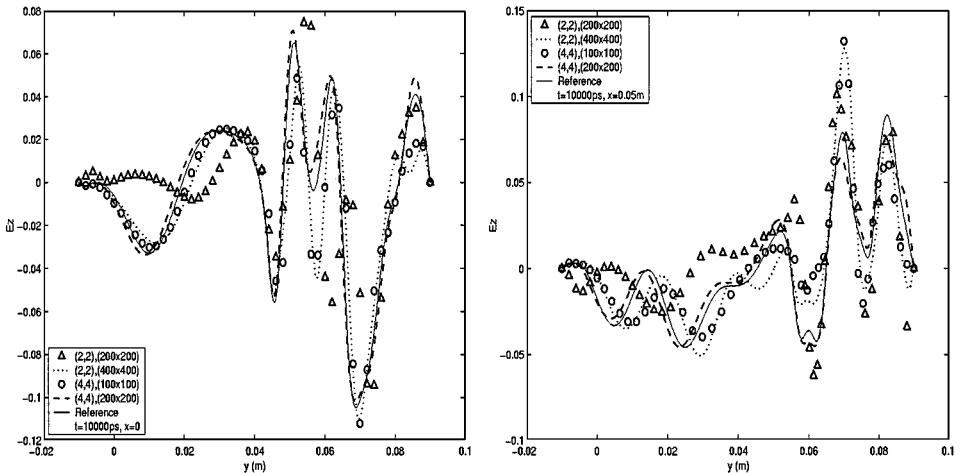 0.08
0.06
0.04
0.02
0
−0.02
−0.04
−0.06
−0.08
−0.1
−0.12
Ez
0
0.02
0.04
0.06
0.08
0.1
y (m)
(2,2),(200x200)
(2,2),(400x400)
(4,4),(100x100)
(4,4),(200x200)
Reference
t=10000ps, x=0
0.15
0.1
0.05
0
−0.05
−0.1
Ez
0
0.02
0.04
0.06
0.08
0.1
y (m)
(2,2),(200x200)
(2,2),(400x400)
(4,4),(100x100)
(4,4),(200x200)
Reference
t=10000ps, x=0.05m